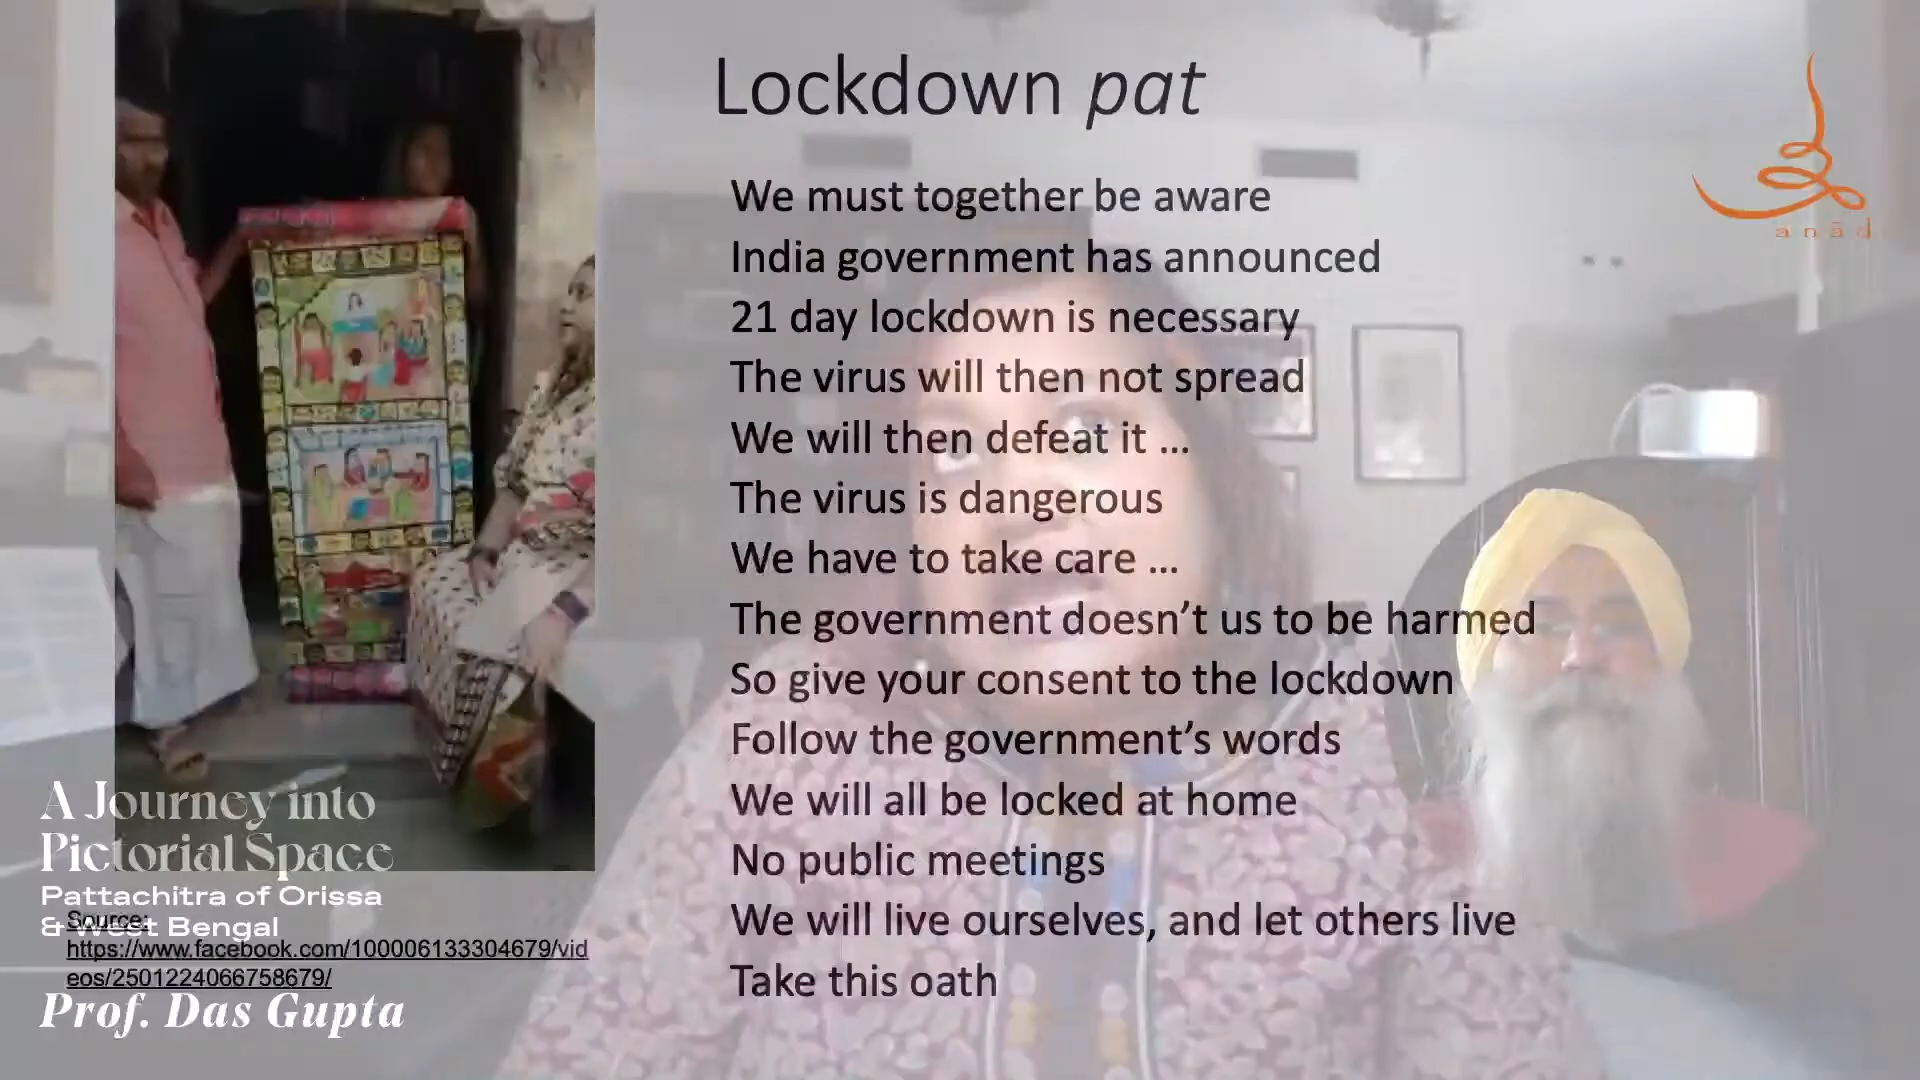 Lockdown pat
We must together be aware
India government has announced
21 day lockdown is necessary
The virus will then not spread
We will then defeat it ...
The virus is dangerous
We have to take care ...
The government doesn’t us to be harmed
So give your consent to the lockdown
Follow the government’s words
We will all be locked at home
No public meetings
We will live ourselves, and let others live
Take this oath
anād
A Journey into
Pictorial Space
Pattachitra of Orissa
& West Bengal
Source:
https://www.facebook.com/100006133304679/vid
eos/2501224066758679/
Prof. Das Gupta